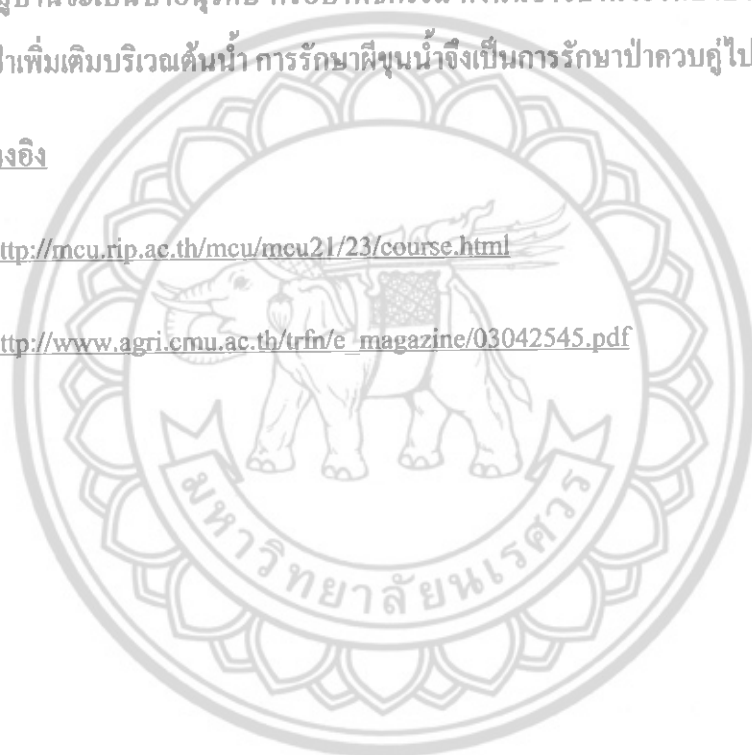 ป่าเพิ่มเติมบริเวณต้นน้ำ การรักษาผีขุนน้ำจึงเป็นการรักษาป่าควบคู่ไป
างอิง
ttp://mcu.rip.ac.th/mcu/mcu21/23/course.html
ttp://www.agri.cmu.ac.th/trfn/e_magazine/03042545.pdf
มหาวิทยาลัยนเรศวร